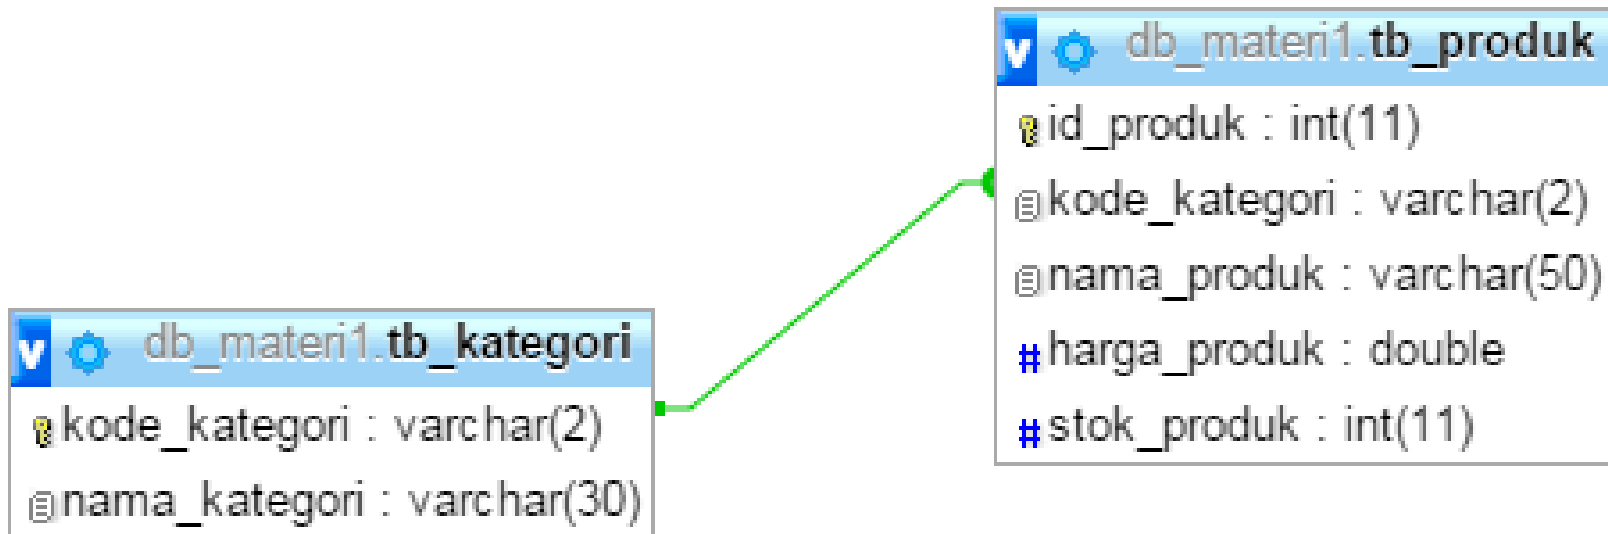 db_materi1.tb_produk
id_produk : int(11)
kode_kategori : varchar(2)
nama_produk : varchar(50)
harga_produk : double
stok_produk : int(11)
db_materi1.tb_kategori
kode_kategori : varchar(2)
nama_kategori : varchar(30)